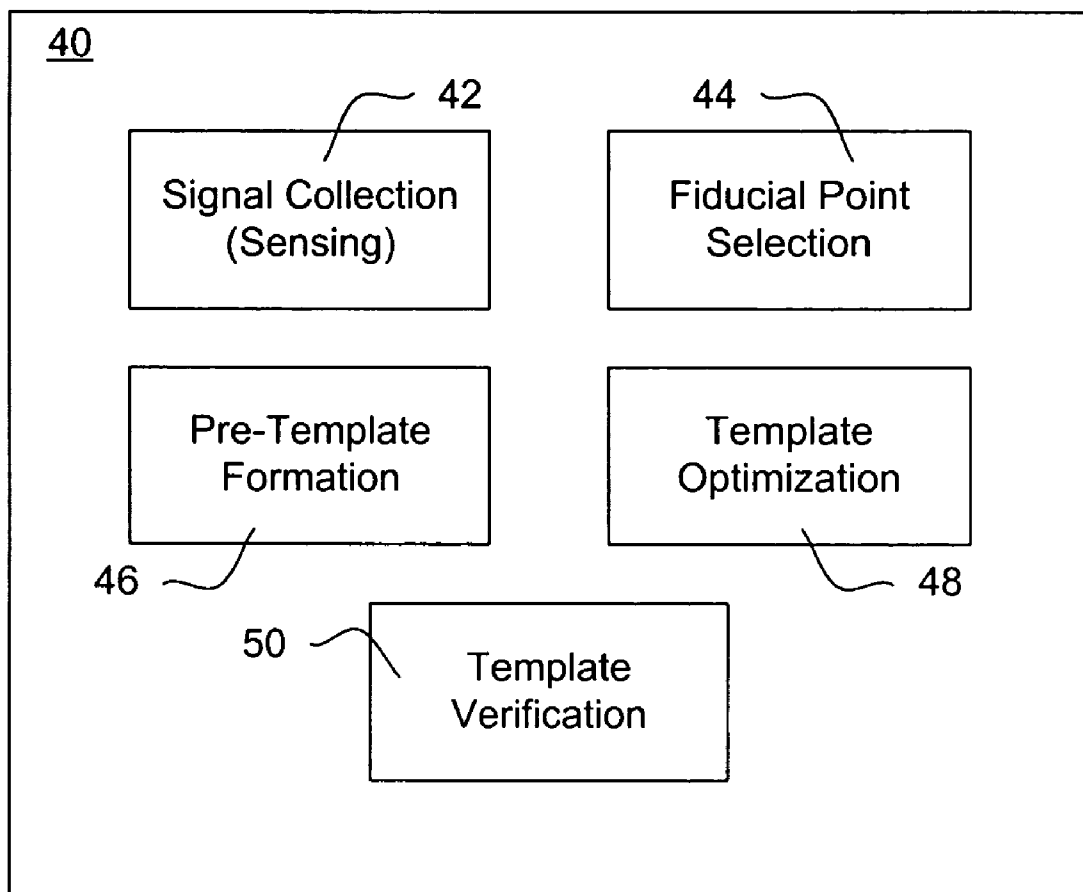 40
42
44
Signal Collection
(Sensing)
Fiducial Point
Selection
Pre-Template
Formation
Template
Optimization
46
48
50
Template
Verification